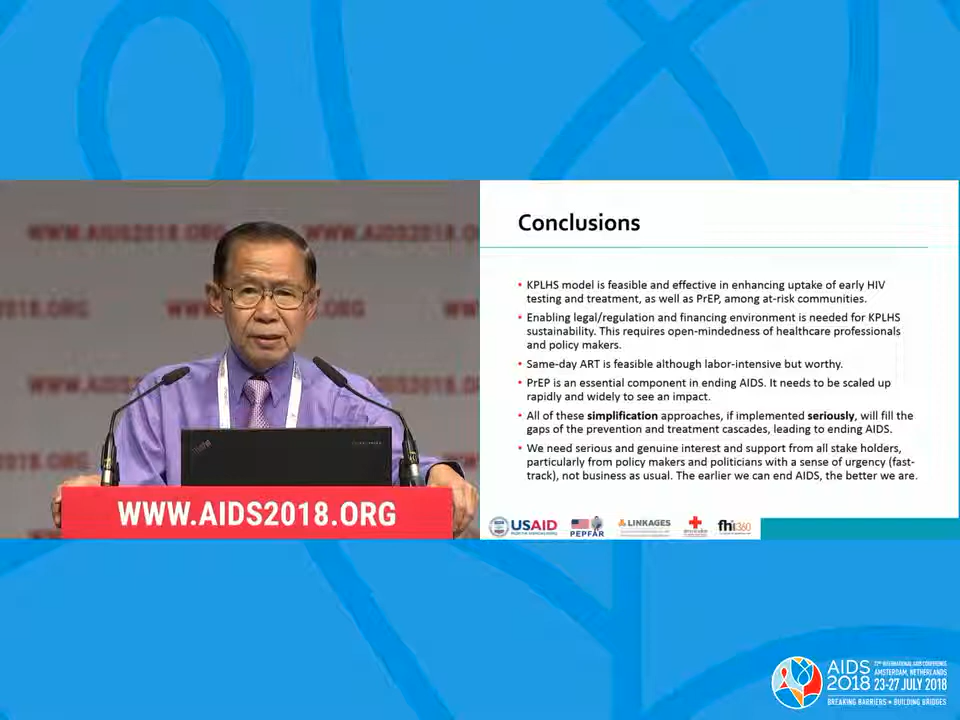 WWW.AIDS2018.ORG
WWW.AIDS2018.O
.ORG
WWW.AIDS2018.ORG
WWW.AIDS2018.ORG
Conclusions
• KPLHS model is feasible and effective in enhancing uptake of early HIV
testing and treatment, as well as PrEP, among at-risk communities.
• Enabling legal/regulation and financing environment is needed for KPLHS
sustainability. This requires open-mindedness of healthcare professionals
and policy makers.
• Same-day ART is feasible although labor-intensive but worthy.
• PrEP is an essential component in ending AIDS. It needs to be scaled up
rapidly and widely to see an impact.
• All of these simplification approaches, if implemented seriously, will fill the
gaps of the prevention and treatment cascades, leading to ending AIDS.
• We need serious and genuine interest and support from all stake holders,
particularly from policy makers and politicians with a sense of urgency (fast-
track), not business as usual. The earlier we can end AIDS, the better we are.
USAID
PEPFAR
LINKAGES
fhi360
AIDS 2018
22ND INTERNATIONAL AIDS CONFERENCE
AMSTERDAM, NETHERLANDS
23-27 JULY 2018
BREAKING BARRIERS • BUILDING BRIDGES